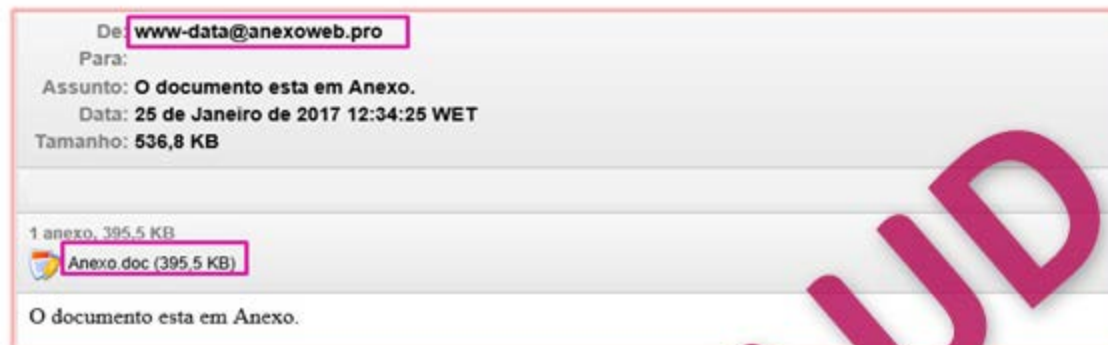 De: www-data@anexoweb.pro
Para:
Assunto: O documento esta em Anexo.
Data: 25 de Janeiro de 2017 12:34:25 WET
Tamanho: 536,8 KB
1 anexo, 395,5 KB
Anexo.doc (395,5 KB)
O documento esta em Anexo.
UD